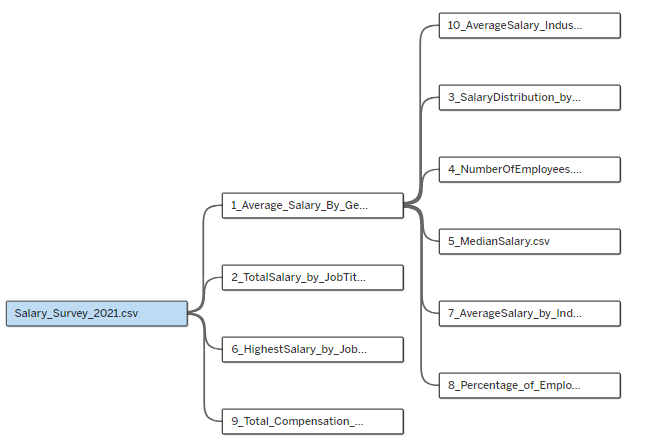 10_AverageSalary_Indus...
3_SalaryDistribution_by...
4_NumberOfEmployees....
1_Average_Salary_By_Ge...
5_MedianSalary.csv
2_TotalSalary_by_JobTit...
Salary_Survey_2021.csv
7_AverageSalary_by_Ind...
6_HighestSalary_by_Job...
8_Percentage_of_Emplo...
9_Total_Compensation_...